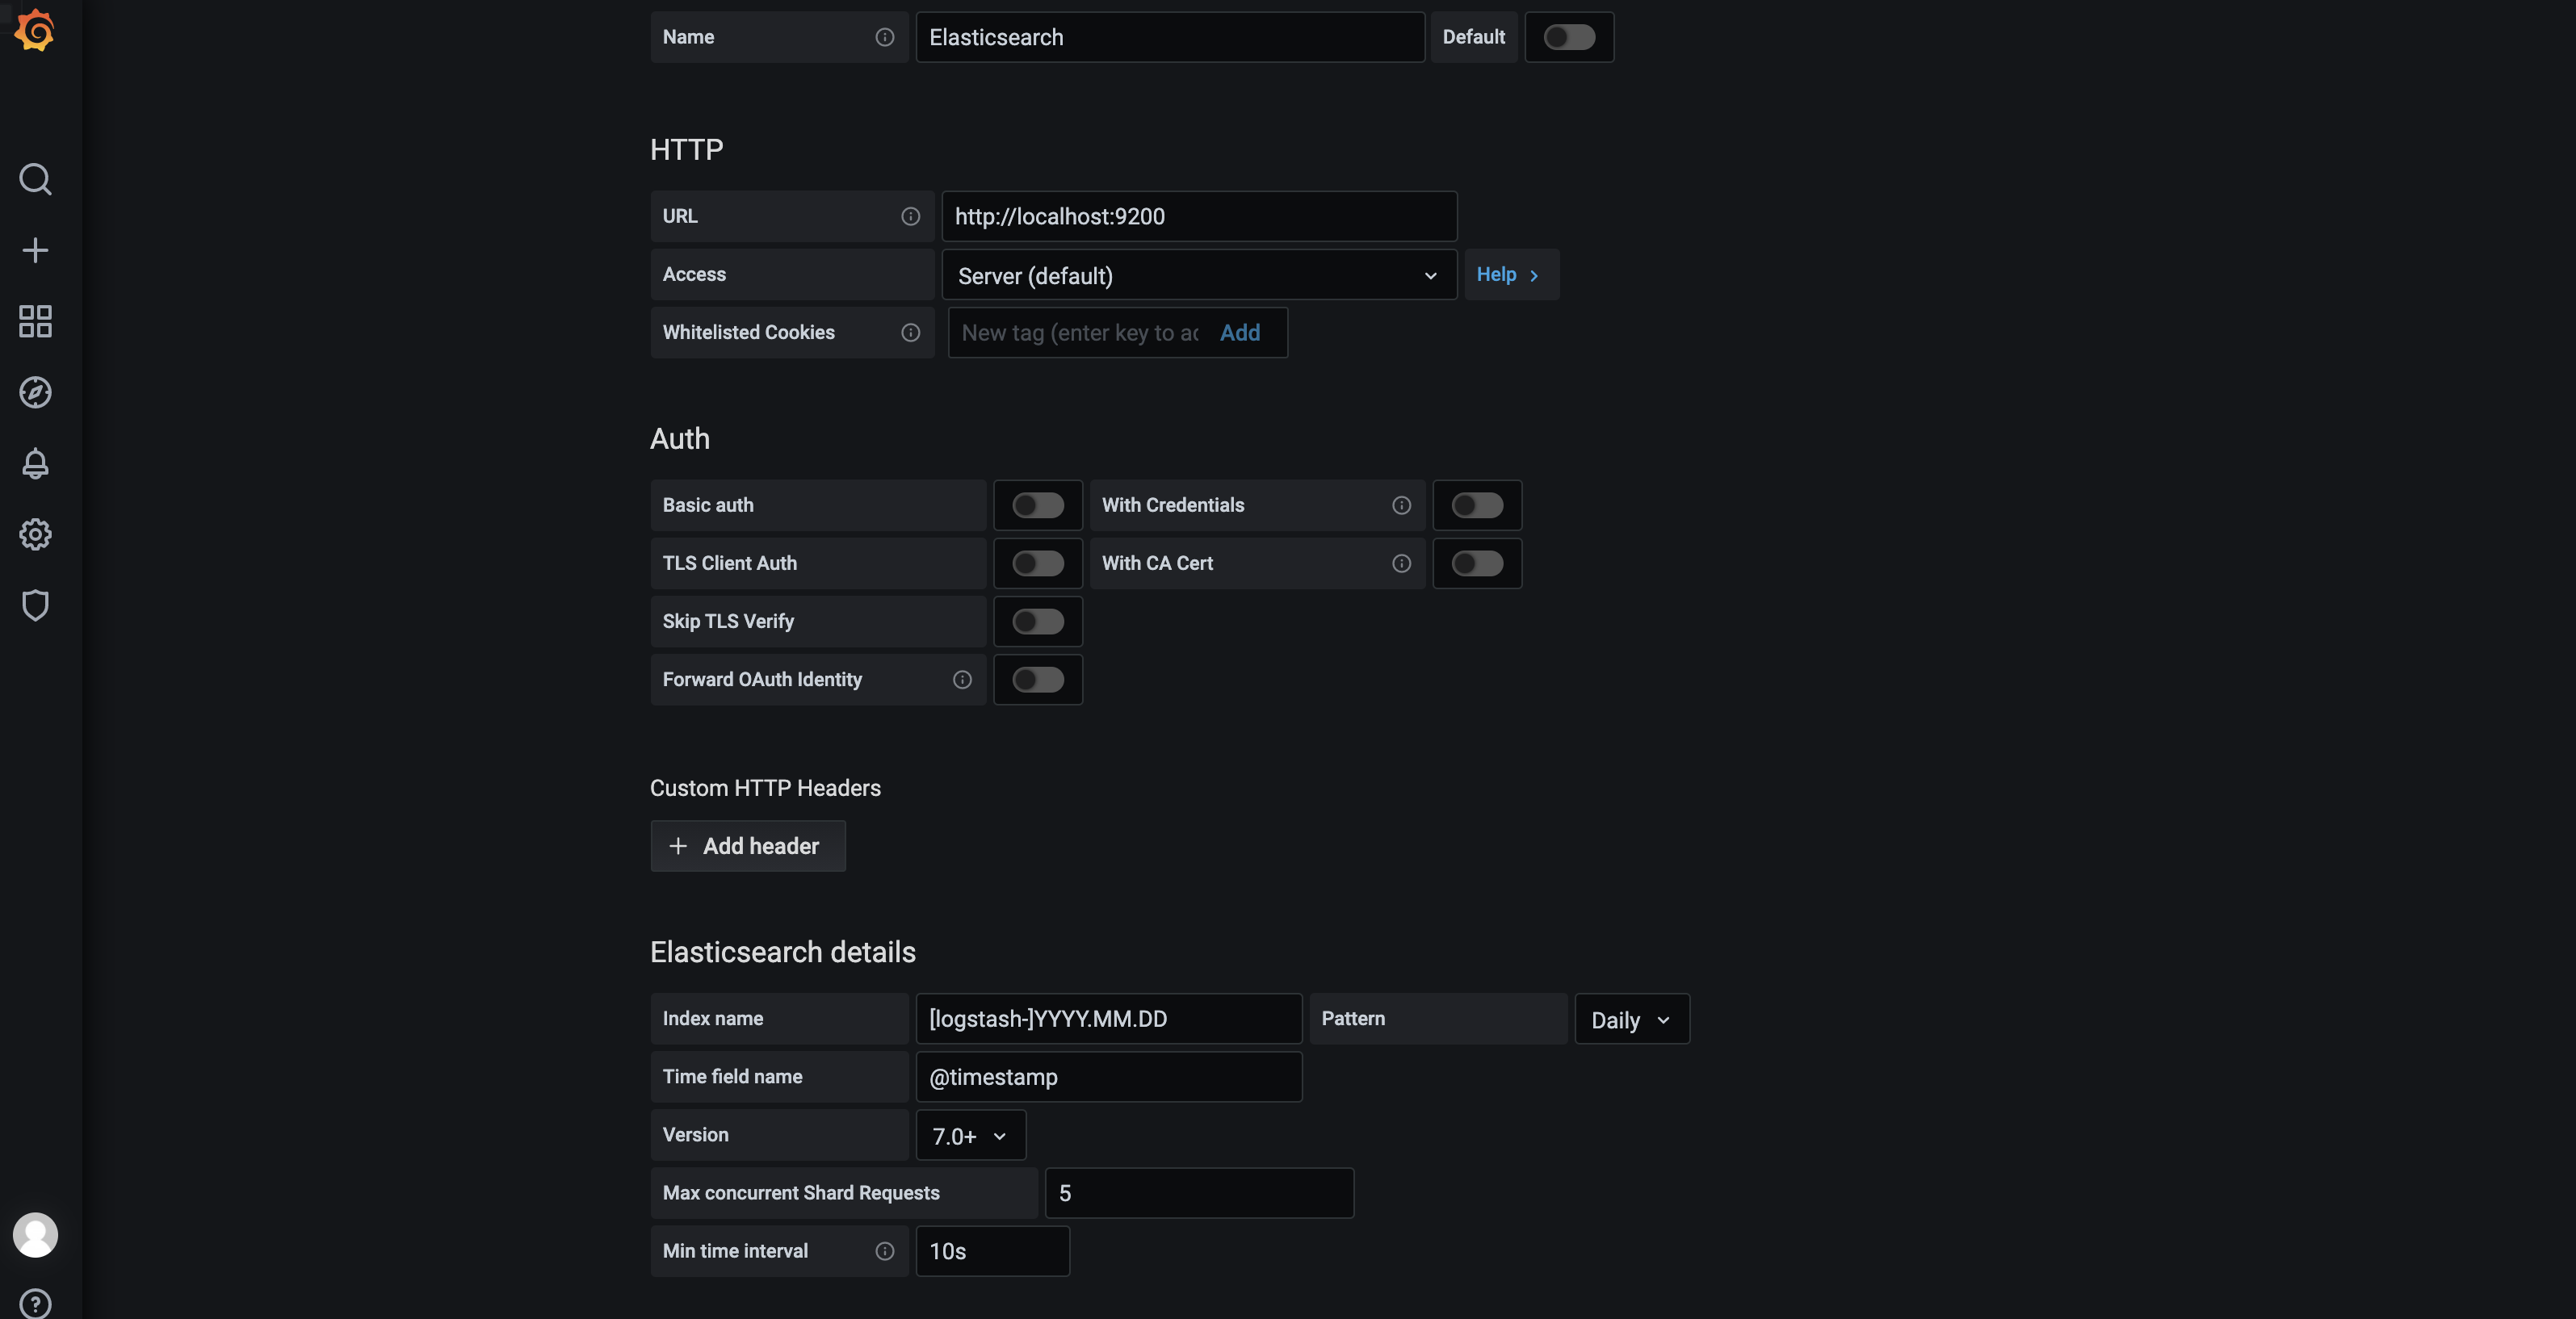 Name Elasticsearch Default
HTTP
URL http://localhost:9200
Access Server (default) Help
Whitelisted Cookies New tag (enter key to ac Add
Auth
Basic auth With Credentials
TLS Client Auth With CA Cert
Skip TLS Verify
Forward OAuth Identity
Custom HTTP Headers
Add header
Elasticsearch details
Index name [logstash-]YYYY.MM.DD Pattern Daily
Time field name @timestamp
Version 7.0+
Max concurrent Shard Requests 5
Min time interval 10s